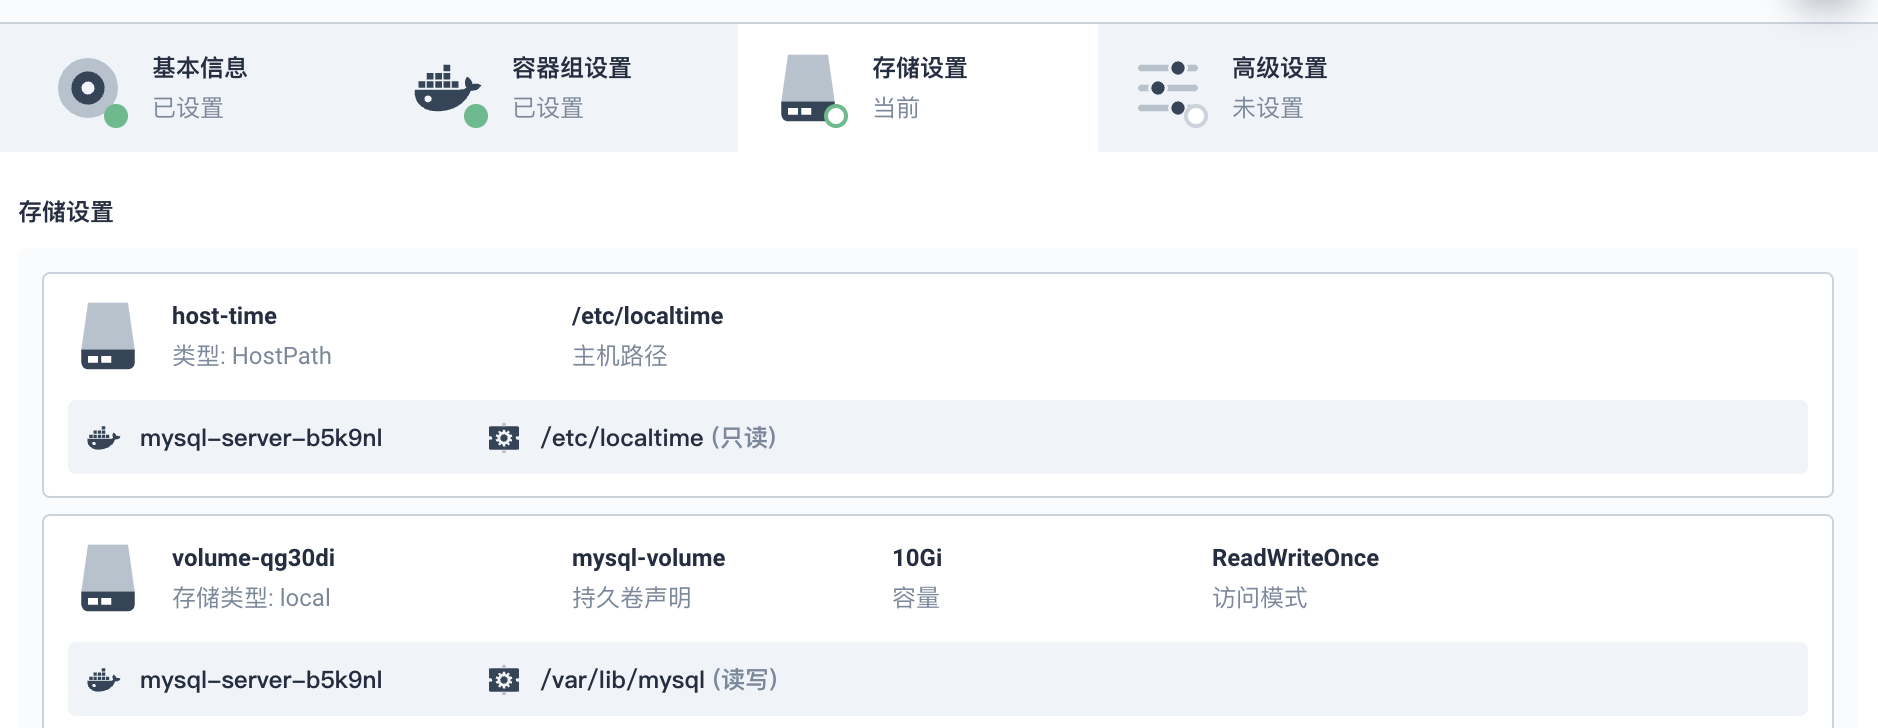 基本信息
已设置
容器组设置
已设置
存储设置
当前
高级设置
未设置
存储设置
host-time
类型: HostPath
/etc/localtime
主机路径
mysql-server-b5k9nl
/etc/localtime (只读)
volume-qg30di
存储类型: local
mysql-volume
持久卷声明
10Gi
容量
ReadWriteOnce
访问模式
mysql-server-b5k9nl
/var/lib/mysql (读写)